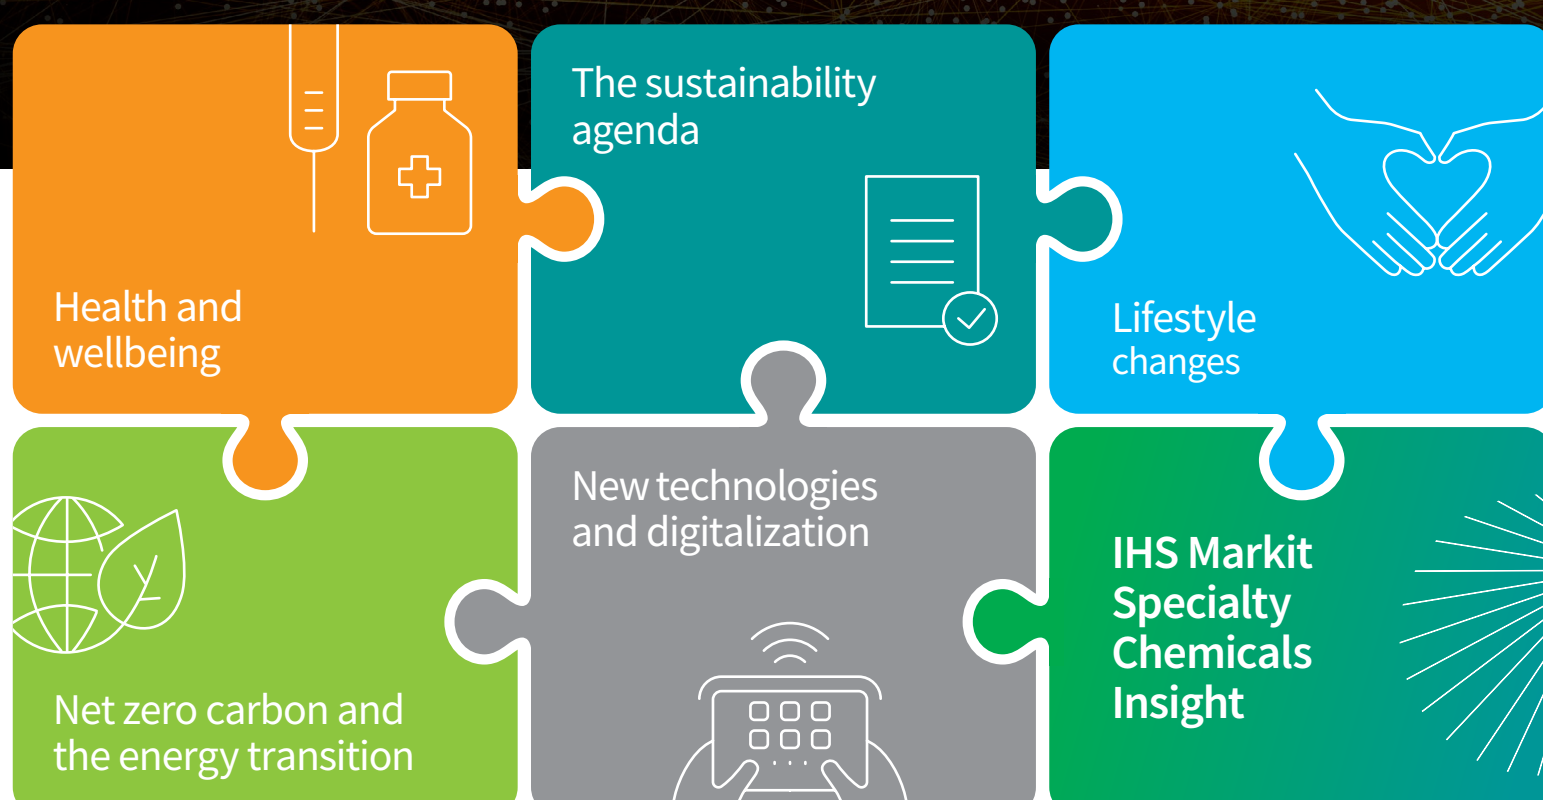 Health and
wellbeing
The sustainability
agenda
Lifestyle
changes
Net zero carbon and
the energy transition
New technologies
and digitalization
IHS Markit
Specialty
Chemicals
Insight